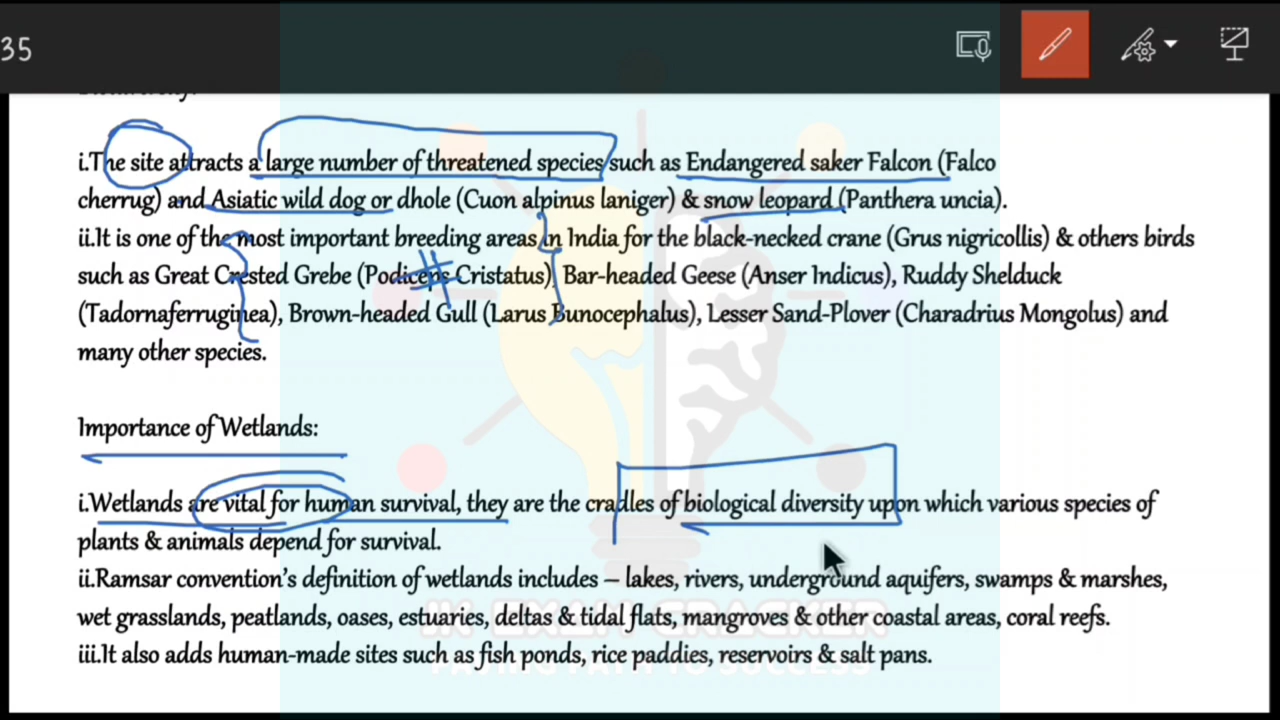 35
i.The site attracts a large number of threatened species such as Endangered saker Falcon (Falco
cherrug) and Asiatic wild dog or dhole (Cuon alpinus laniger) & snow leopard (Panthera uncia).
ii.It is one of the most important breeding areas in India for the black-necked crane (Grus nigricollis) & others birds
such as Great Crested Grebe (Podiceps Cristatus), Bar-headed Geese (Anser Indicus), Ruddy Shelduck
(Tadornaferruginea), Brown-headed Gull (Larus Bunocephalus), Lesser Sand-Plover (Charadrius Mongolus) and
many other species.
Importance of Wetlands:
i.Wetlands are vital for human survival, they are the cradles of biological diversity upon which various species of
plants & animals depend for survival.
ii.Ramsar convention's definition of wetlands includes – lakes, rivers, underground aquifers, swamps & marshes,
wet grasslands, peatlands, oases, estuaries, deltas & tidal flats, mangroves & other coastal areas, coral reefs.
JK EXAM CRACKER
iii.It also adds human-made sites such as fish ponds, rice paddies, reservoirs & salt pans.